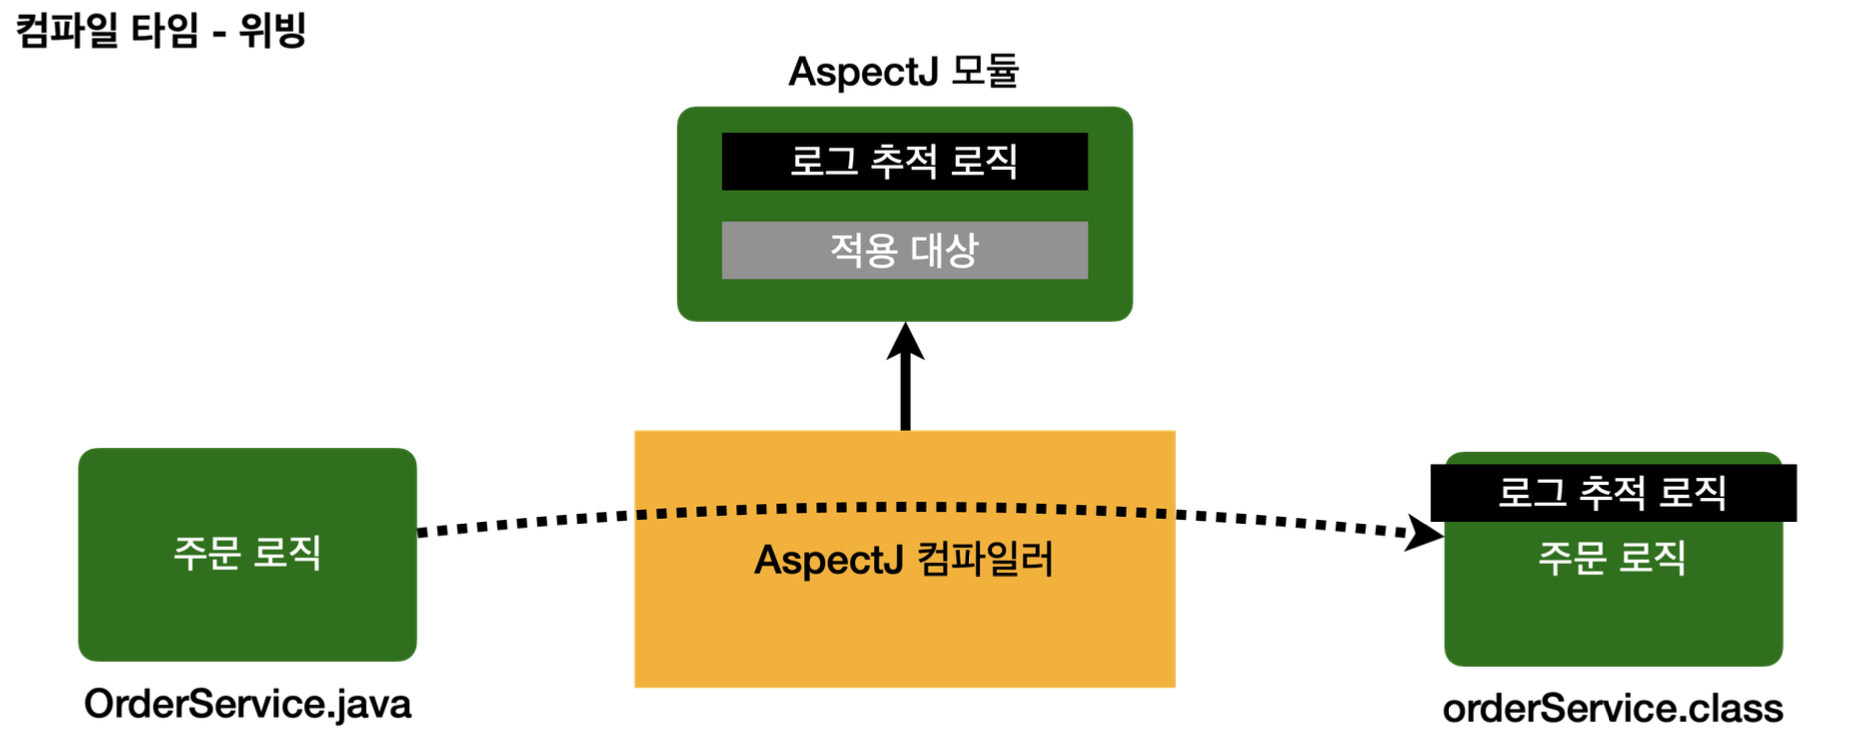 컴파일 타임 - 위빙
AspectJ 모듈
로그 추적 로직
적용 대상
주문 로직
OrderService.java
AspectJ 컴파일러
로그 추적 로직
주문 로직
orderService.class